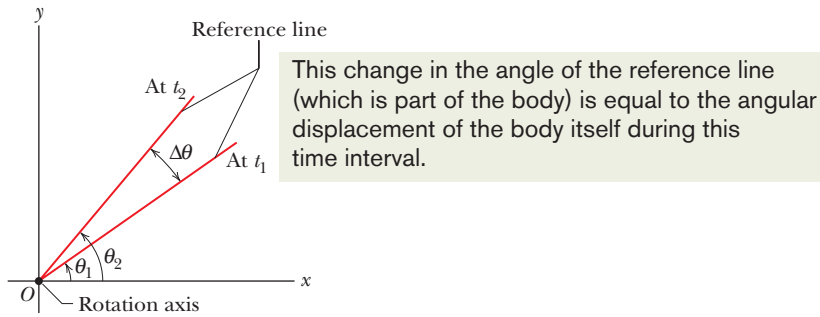 y
Reference line
At t₂
This change in the angle of the reference line
(which is part of the body) is equal to the angular
displacement of the body itself during this
time interval.
Δθ
At t₁
θ₁
θ₂
x
O
Rotation axis